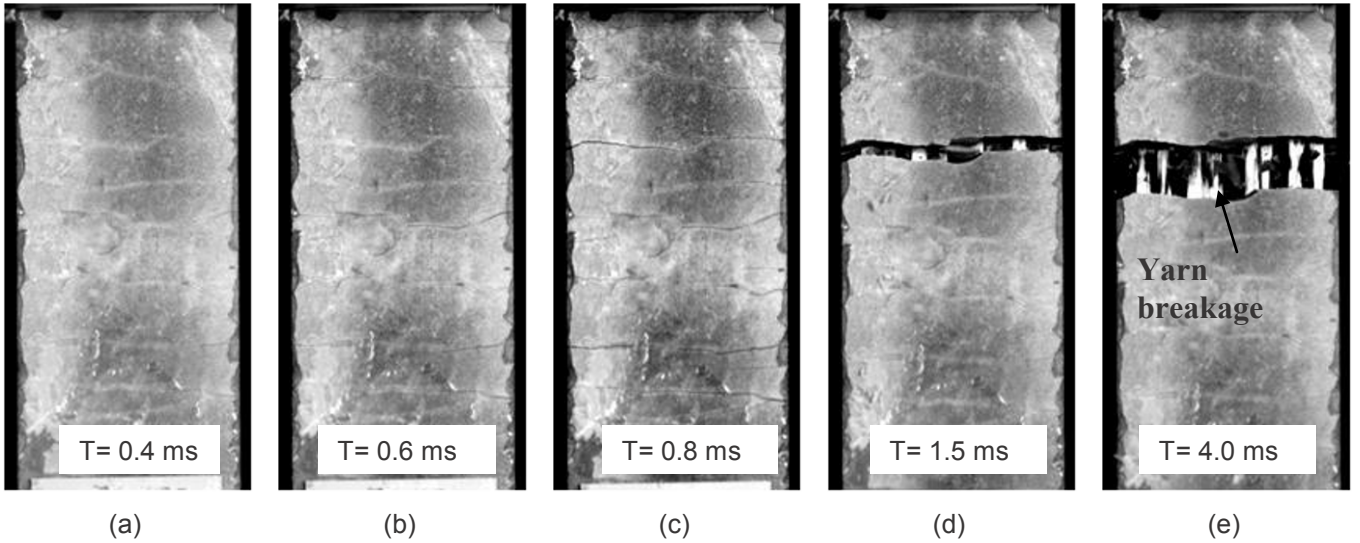 T= 0.4 ms
T= 0.6 ms
T= 0.8 ms
T= 1.5 ms
T= 4.0 ms
Yarn
breakage
(a)
(b)
(c)
(d)
(e)